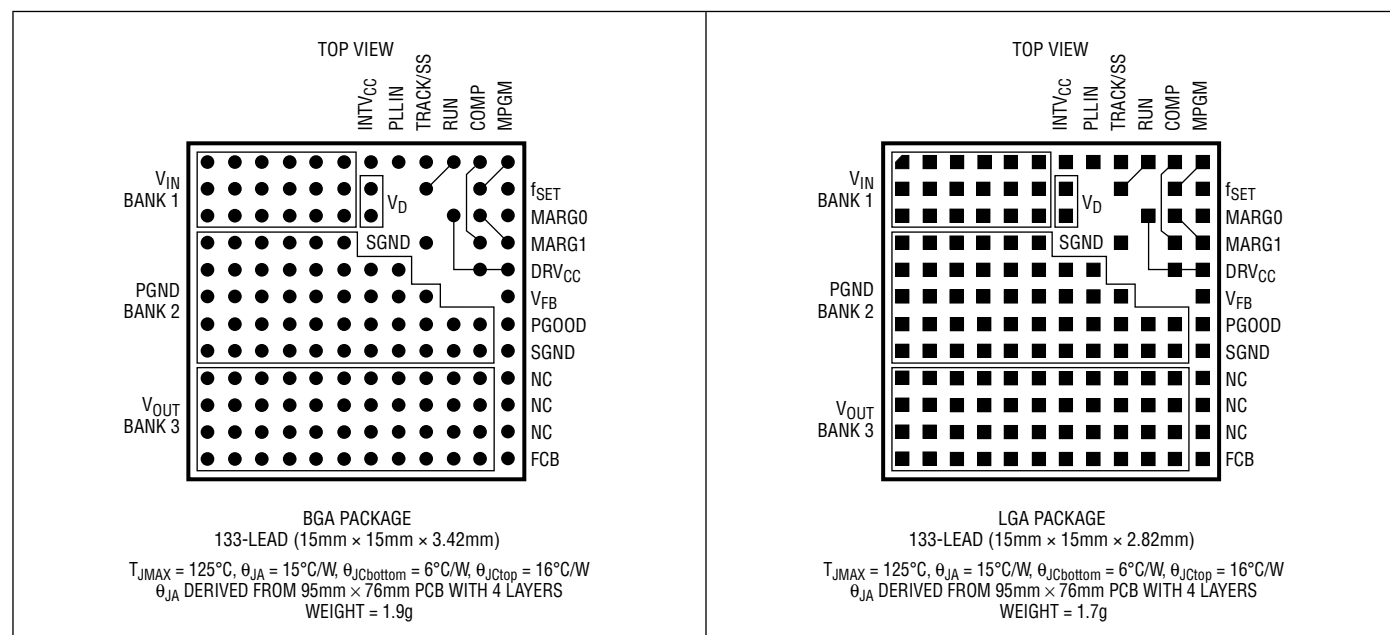 TOP VIEW
INTVCC
PLLIN
TRACK/SS
RUN
COMP
MPGM
VIN
BANK 1
VD
fSET
MARG0
SGND
MARG1
DRVCC
PGND
BANK 2
VFB
PGOOD
SGND
NC
VOUT
BANK 3
NC
NC
FCB
BGA PACKAGE
133-LEAD (15mm × 15mm × 3.42mm)
TJMAX = 125°C, θJA = 15°C/W, θJCbottom = 6°C/W, θJCtop = 16°C/W
θJA DERIVED FROM 95mm × 76mm PCB WITH 4 LAYERS
WEIGHT = 1.9g
TOP VIEW
INTVCC
PLLIN
TRACK/SS
RUN
COMP
MPGM
VIN
BANK 1
VD
fSET
MARG0
SGND
MARG1
DRVCC
PGND
BANK 2
VFB
PGOOD
SGND
NC
VOUT
BANK 3
NC
NC
FCB
LGA PACKAGE
133-LEAD (15mm × 15mm × 2.82mm)
TJMAX = 125°C, θJA = 15°C/W, θJCbottom = 6°C/W, θJCtop = 16°C/W
θJA DERIVED FROM 95mm × 76mm PCB WITH 4 LAYERS
WEIGHT = 1.7g